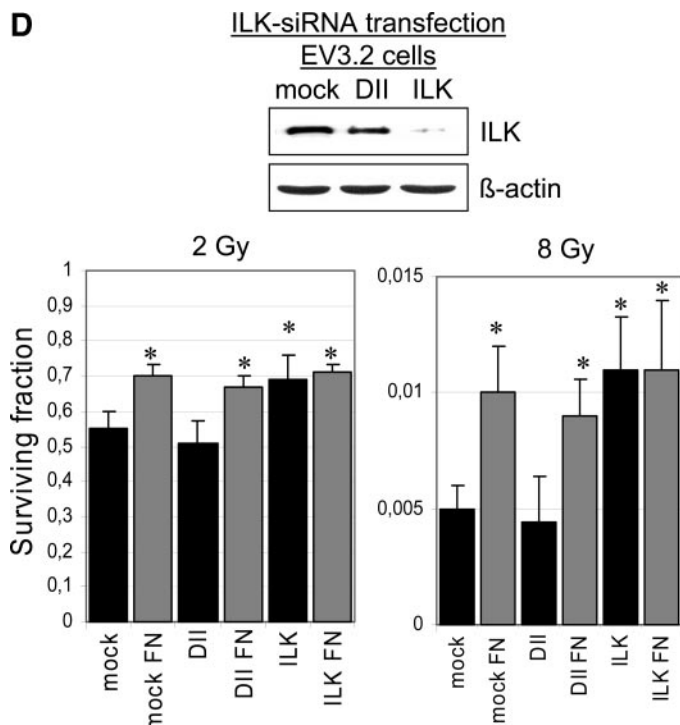 D
ILK-siRNA transfection
EV3.2 cells
mock DII ILK
ILK
ß-actin
2 Gy
8 Gy
Surviving fraction
1
0,9
0,8
0,7
0,6
0,5
0,4
0,3
0,2
0,1
0
* * * *
mock
mock FN
DII
DII FN
ILK
ILK FN
0,015
0,01
0,005
0
* * * *
mock
mock FN
DII
DII FN
ILK
ILK FN